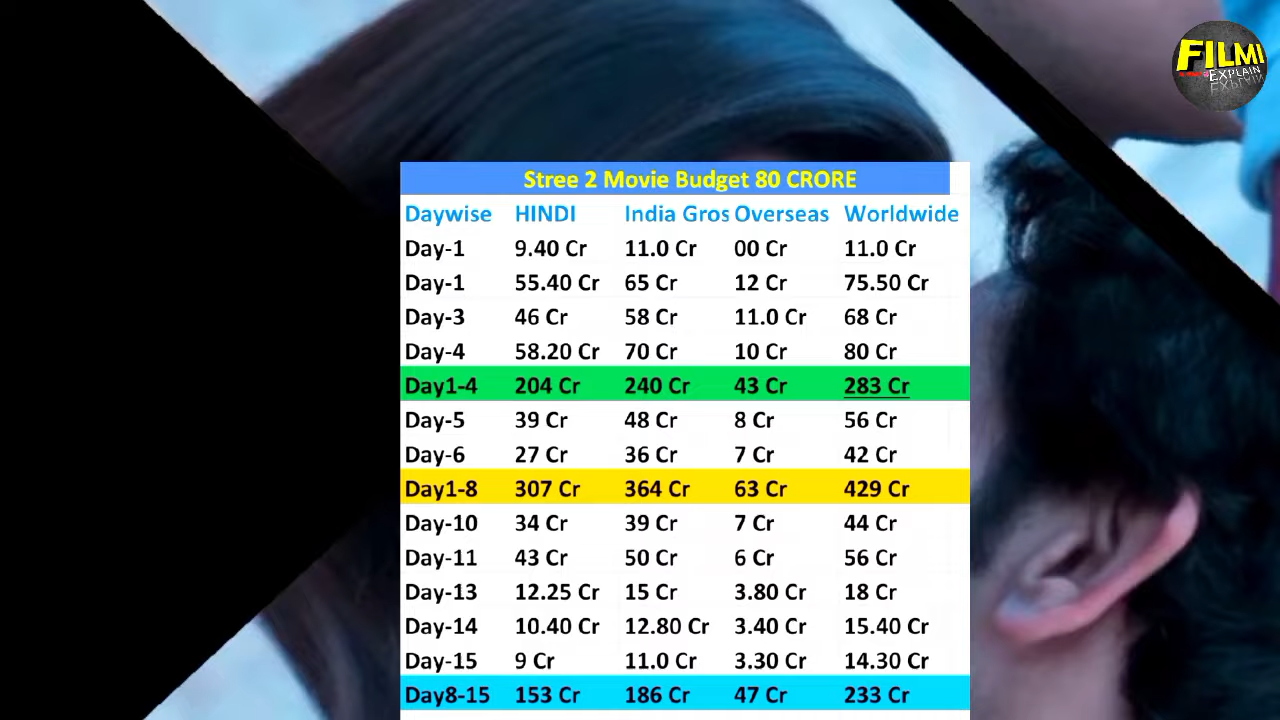 FILMI
EXPLAIN
Stree 2 Movie Budget 80 CRORE
Daywise HINDI India Gros Overseas Worldwide
Day-1 9.40 Cr 11.0 Cr 00 Cr 11.0 Cr
Day-1 55.40 Cr 65 Cr 12 Cr 75.50 Cr
Day-3 46 Cr 58 Cr 11.0 Cr 68 Cr
Day-4 58.20 Cr 70 Cr 10 Cr 80 Cr
Day1-4 204 Cr 240 Cr 43 Cr 283 Cr
Day-5 39 Cr 48 Cr 8 Cr 56 Cr
Day-6 27 Cr 36 Cr 7 Cr 42 Cr
Day1-8 307 Cr 364 Cr 63 Cr 429 Cr
Day-10 34 Cr 39 Cr 7 Cr 44 Cr
Day-11 43 Cr 50 Cr 6 Cr 56 Cr
Day-13 12.25 Cr 15 Cr 3.80 Cr 18 Cr
Day-14 10.40 Cr 12.80 Cr 3.40 Cr 15.40 Cr
Day-15 9 Cr 11.0 Cr 3.30 Cr 14.30 Cr
Day8-15 153 Cr 186 Cr 47 Cr 233 Cr